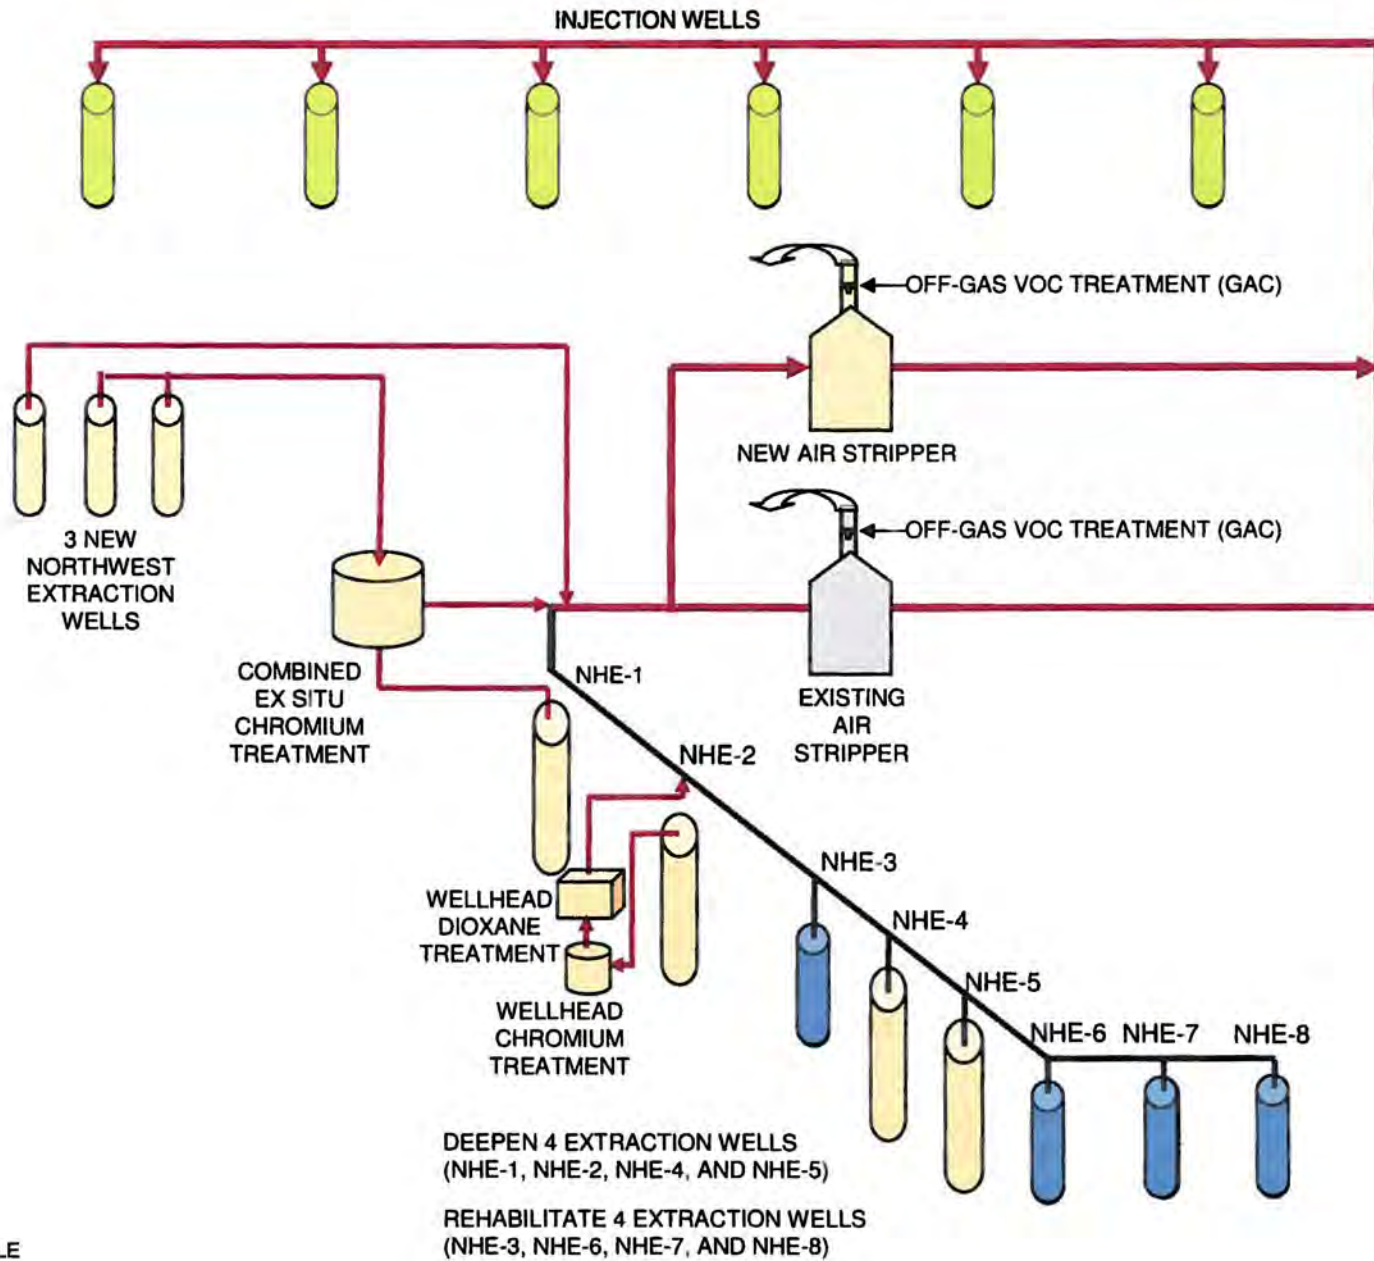 INJECTION WELLS
OFF-GAS VOC TREATMENT (GAC)
NEW AIR STRIPPER
OFF-GAS VOC TREATMENT (GAC)
3 NEW
NORTHWEST
EXTRACTION
WELLS
COMBINED
EX SITU
CHROMIUM
TREATMENT
NHE-1
EXISTING
AIR
STRIPPER
NHE-2
NHE-3
WELLHEAD
DIOXANE
TREATMENT
NHE-4
NHE-5
WELLHEAD
CHROMIUM
TREATMENT
NHE-6
NHE-7
NHE-8
DEEPEN 4 EXTRACTION WELLS
(NHE-1, NHE-2, NHE-4, AND NHE-5)
REHABILITATE 4 EXTRACTION WELLS
(NHE-3, NHE-6, NHE-7, AND NHE-8)
LE